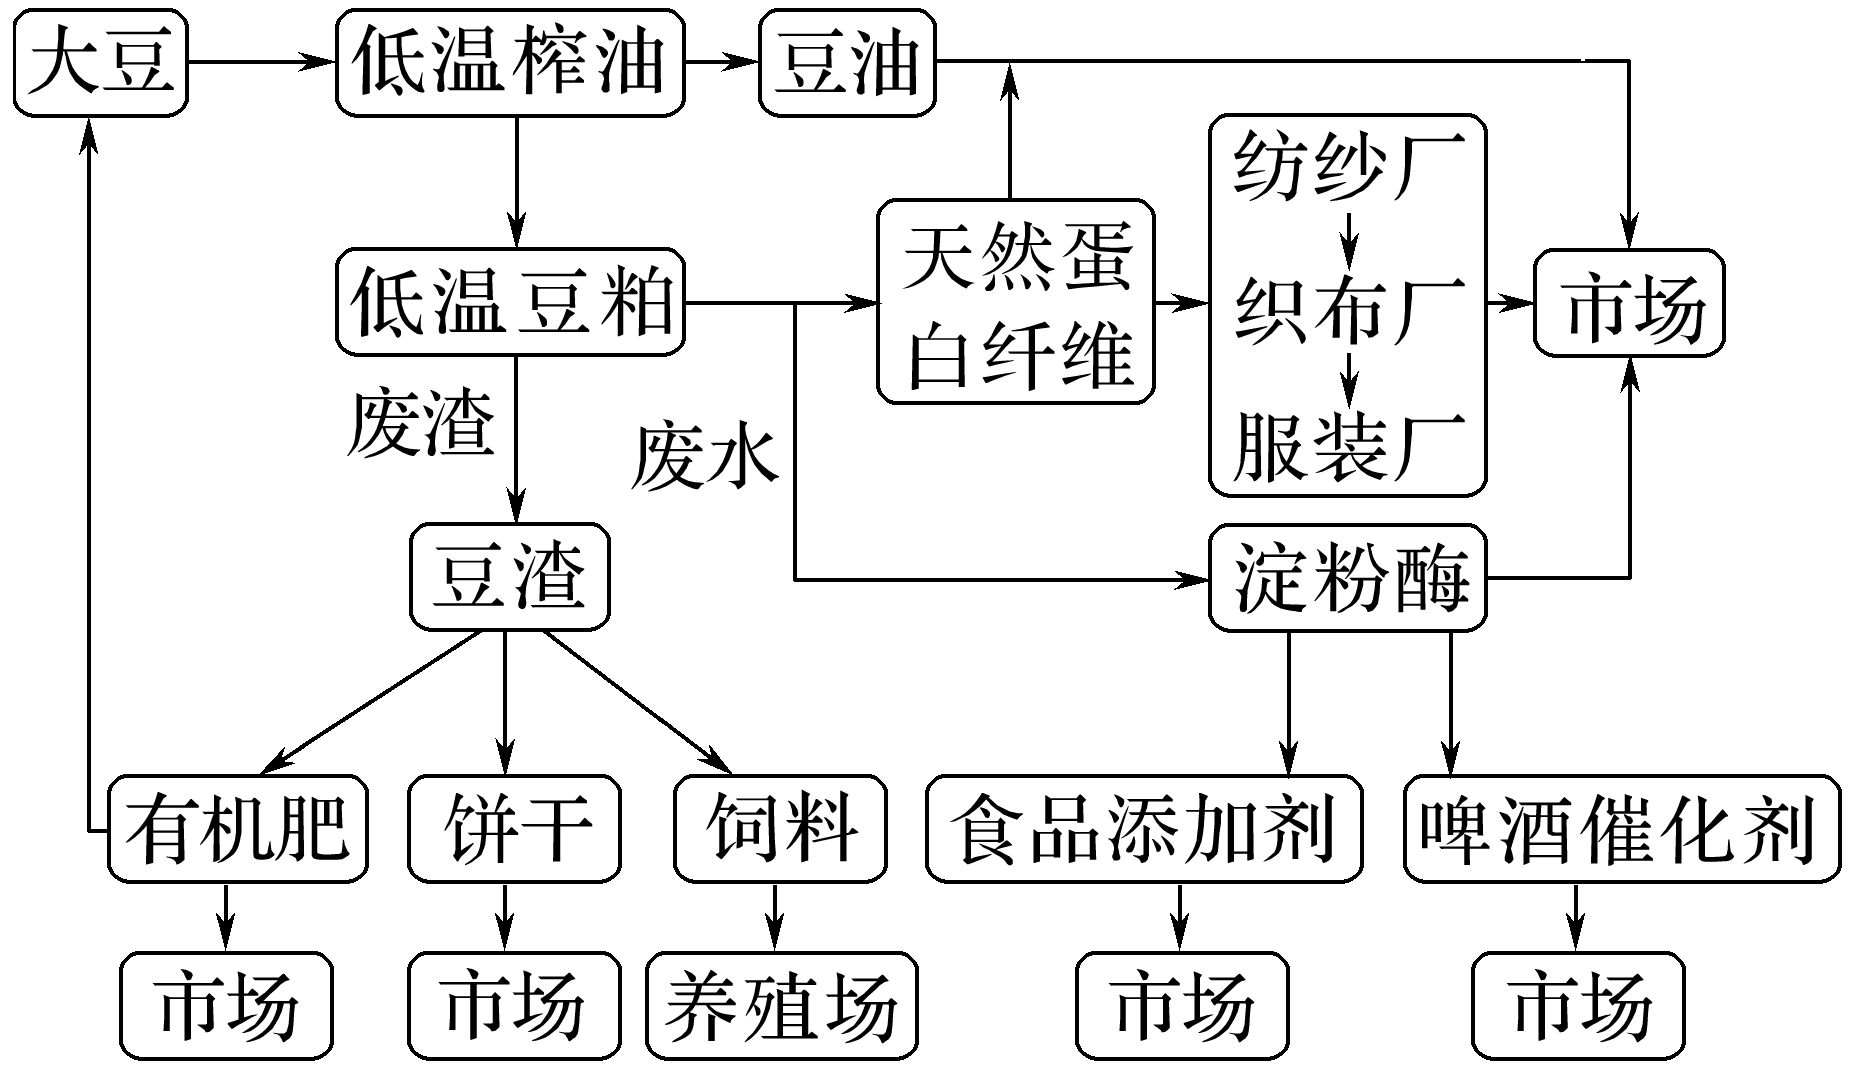 大豆
低温榨油
豆油
纺纱厂
织布厂
服装厂
低温豆粕
天然蛋
白纤维
市场
废渣
废水
豆渣
淀粉酶
有机肥
饼干
饲料
食品添加剂
啤酒催化剂
市场
市场
养殖场
市场
市场